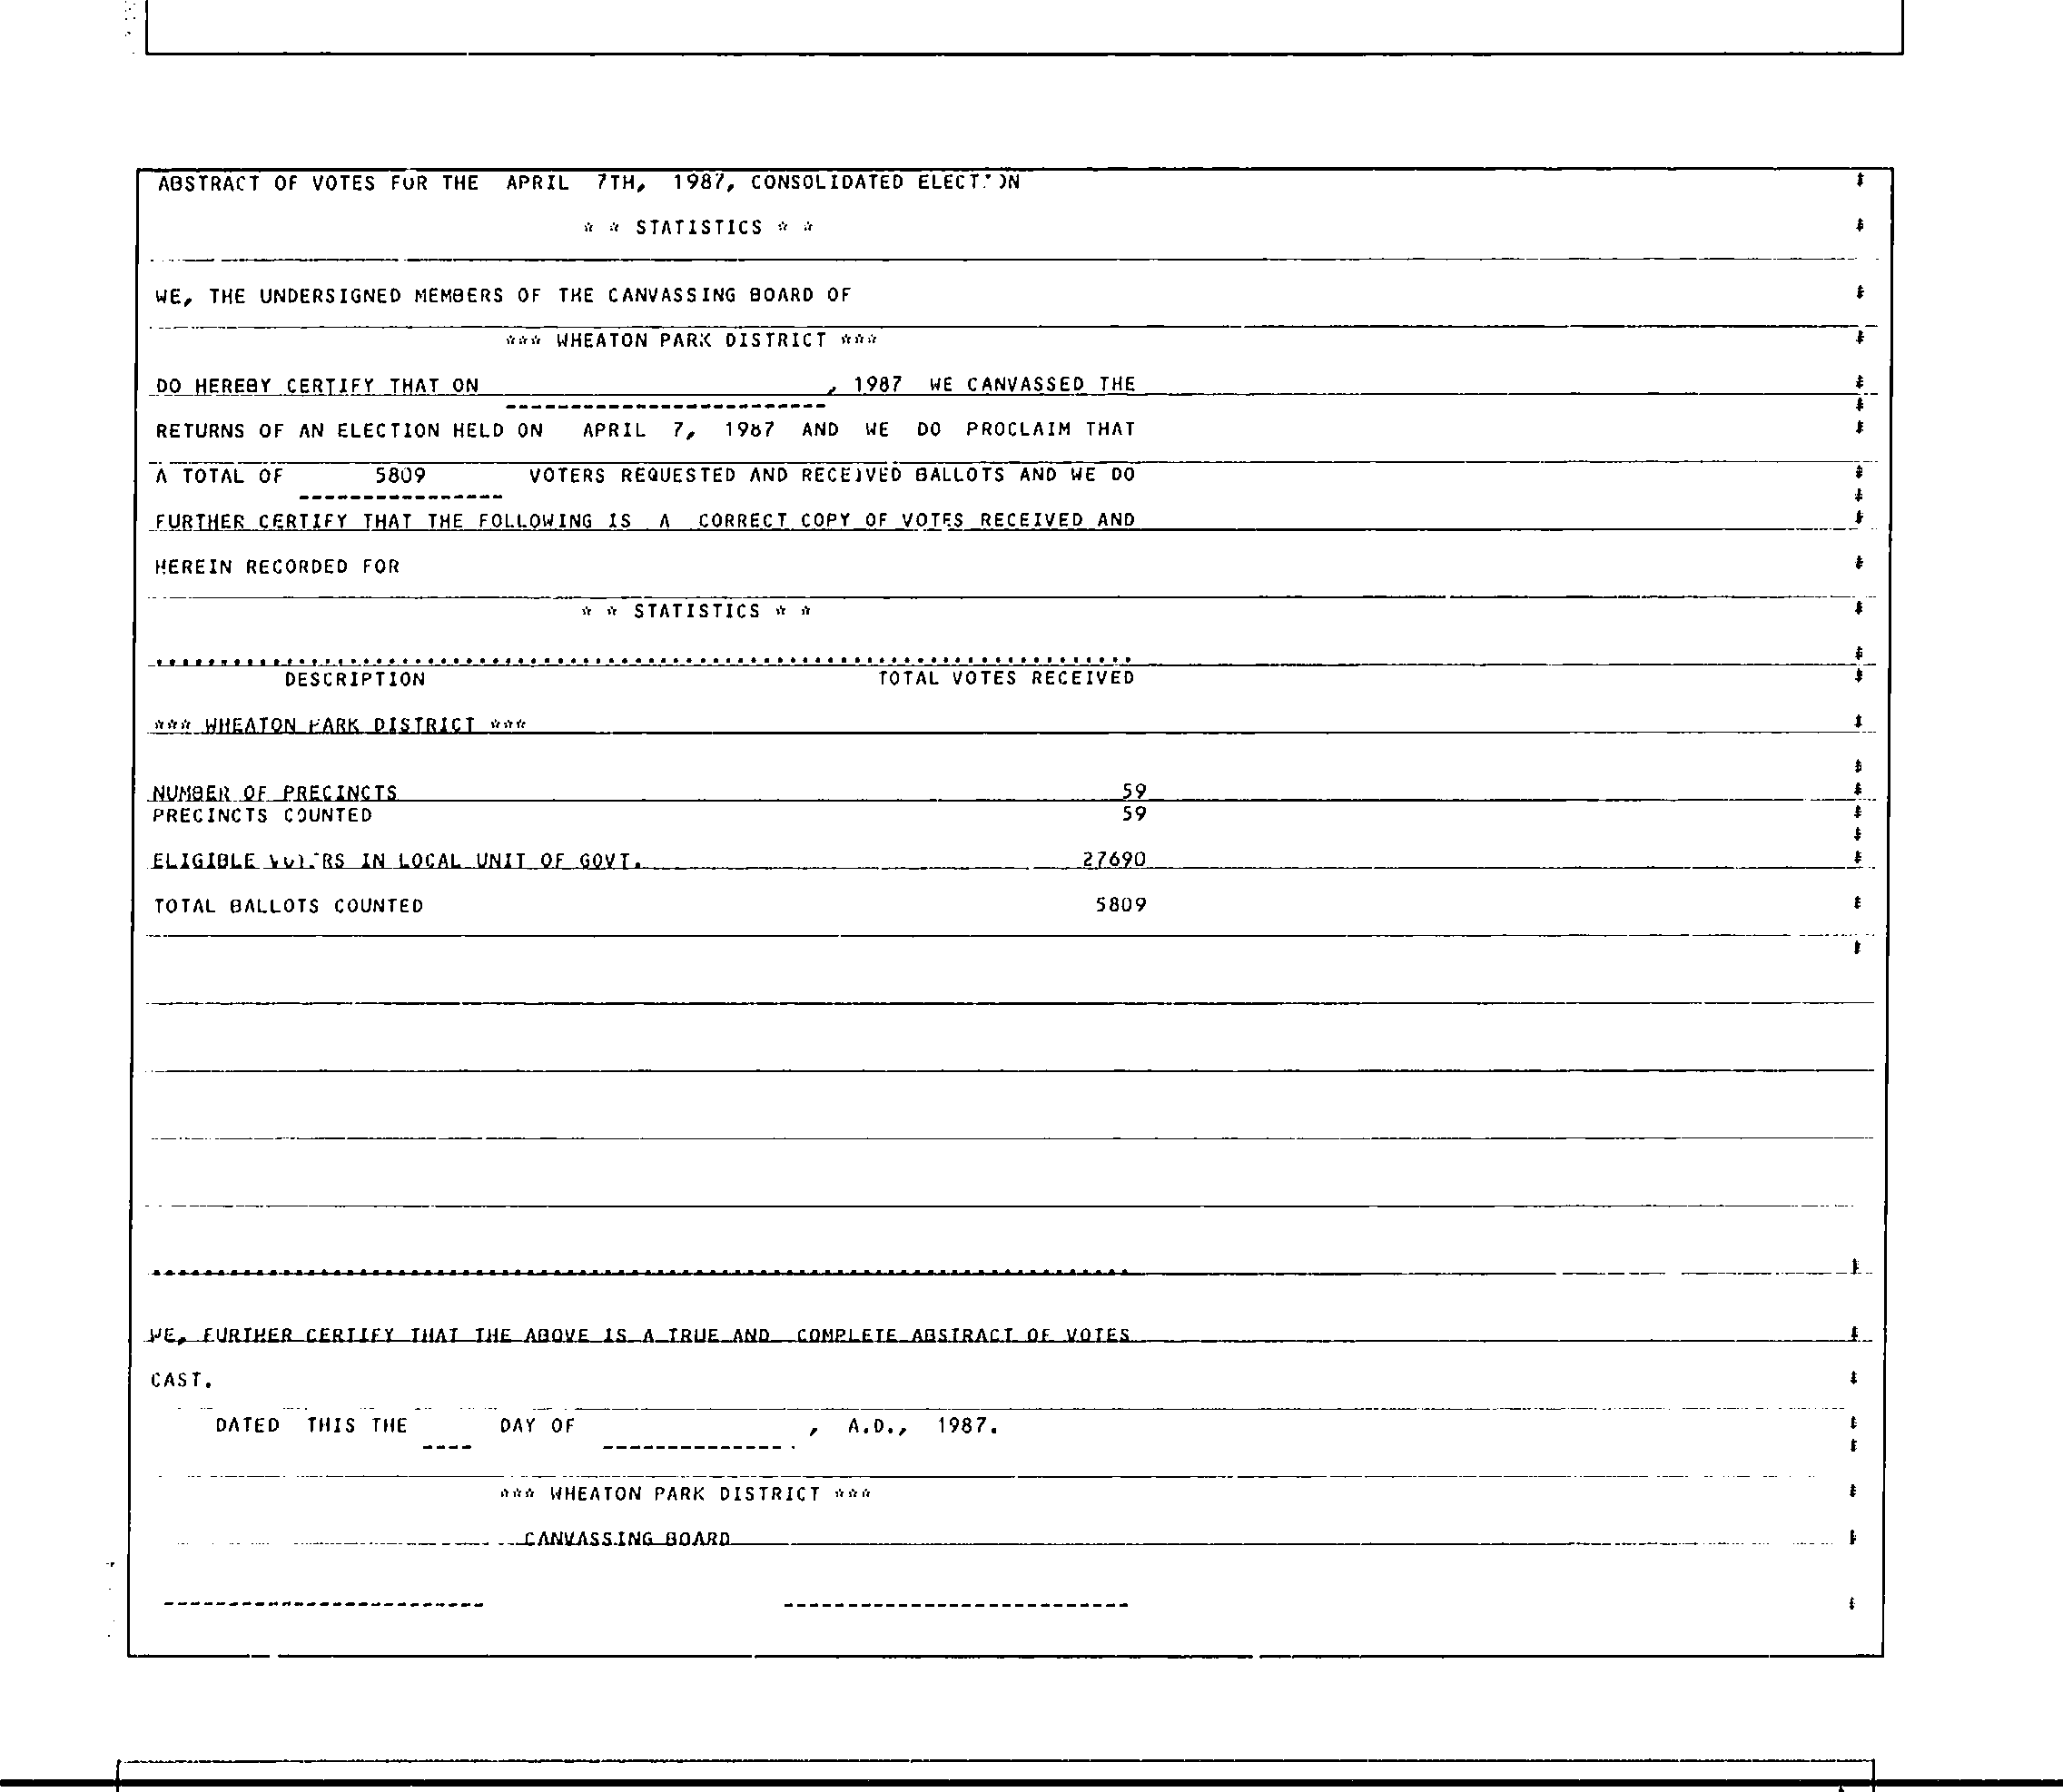 ABSTRACT OF VOTES FOR THE APRIL 7TH, 1987, CONSOLIDATED
* * STATISTICS * *
WE, THE UNDERSIGNED MEMBERS OF THE CANVASSING BOARD OF
*** WHEATON PARK DISTRICT ***
DO HEREBY CERTIFY THAT ON , 1987 WE CANVASSED THE
RETURNS OF AN ELECTION HELD ON APRIL 7, 1987 AND WE DO PROCLAIM THAT
A TOTAL OF 5809 VOTERS REQUESTED AND RECEIVED BALLOTS AND WE DO
FURTHER CERTIFY THAT THE FOLLOWING IS A CORRECT COPY OF VOTES RECEIVED AND
HEREIN RECORDED FOR
* * STATISTICS * *
DESCRIPTION TOTAL VOTES RECEIVED
*** WHEATON PARK DISTRICT ***
NUMBER OF PRECINCTS 59
PRECINCTS COUNTED 59
ELIGIBLE IN LOCAL UNIT OF GOVT. 27690
TOTAL BALLOTS COUNTED 5809
WE, FURTHER CERTIFY THAT THE ABOVE IS A TRUE AND COMPLETE ABSTRACT OF VOTES
CAST.
DATED THIS THE DAY OF , A.D., 1987.
*** WHEATON PARK DISTRICT ***
CANVASSING BOARD